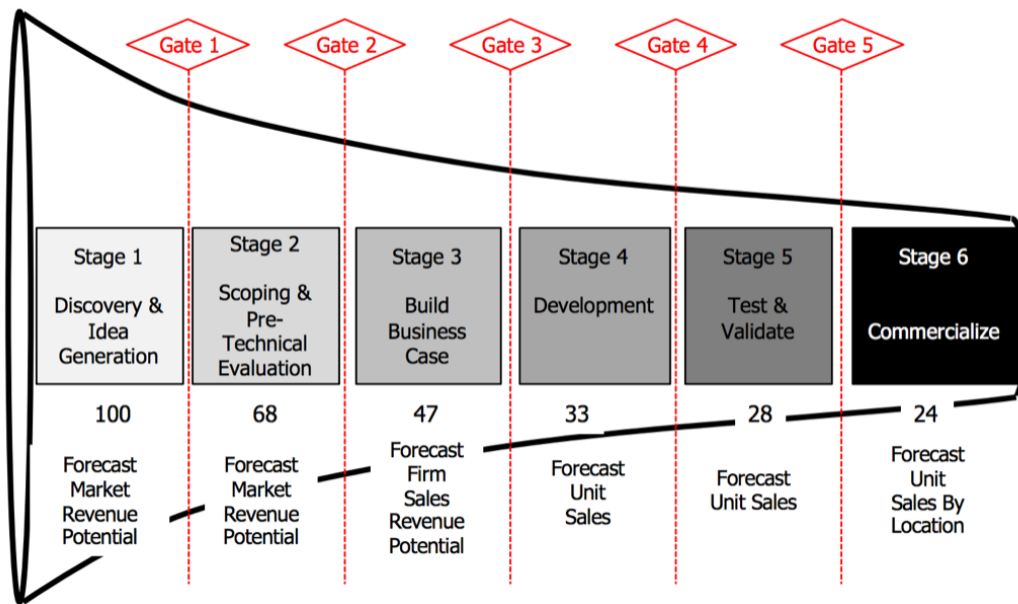 Gate 1
Gate 2
Gate 3
Gate 4
Gate 5
Stage 1
Discovery &
Idea
Generation
Stage 2
Scoping &
Pre-
Technical
Evaluation
Stage 3
Build
Business
Case
Stage 4
Development
Stage 5
Test &
Validate
Stage 6
Commercialize
100
68
47
33
28
24
Forecast
Market
Revenue
Potential
Forecast
Market
Revenue
Potential
Forecast
Firm
Sales
Revenue
Potential
Forecast
Unit
Sales
Forecast
Unit Sales
Forecast
Unit
Sales By
Location